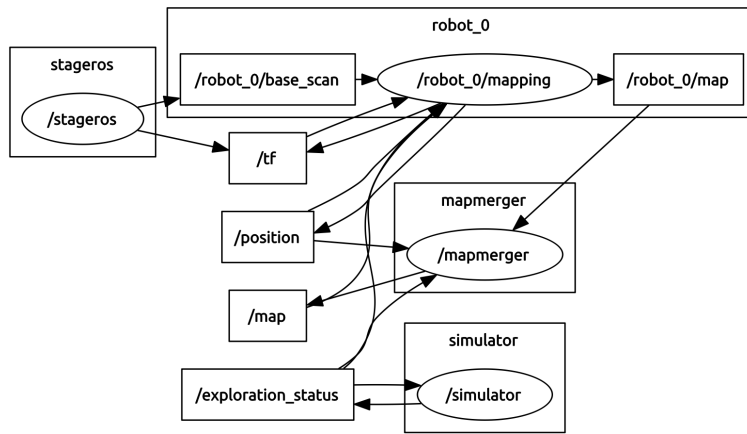 robot_0
stageros
/robot_0/base_scan
/robot_0/mapping
/robot_0/map
/stageros
/tf
mapmerger
/position
/mapmerger
/map
simulator
/exploration_status
/simulator